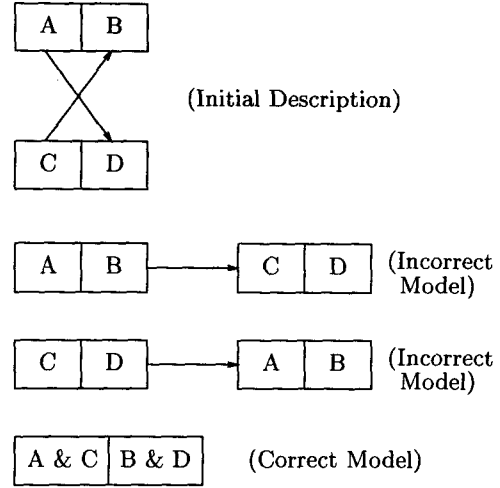 A B
(Initial Description)
C D
A B C D (Incorrect
Model)
C D A B (Incorrect
Model)
A & C B & D (Correct Model)